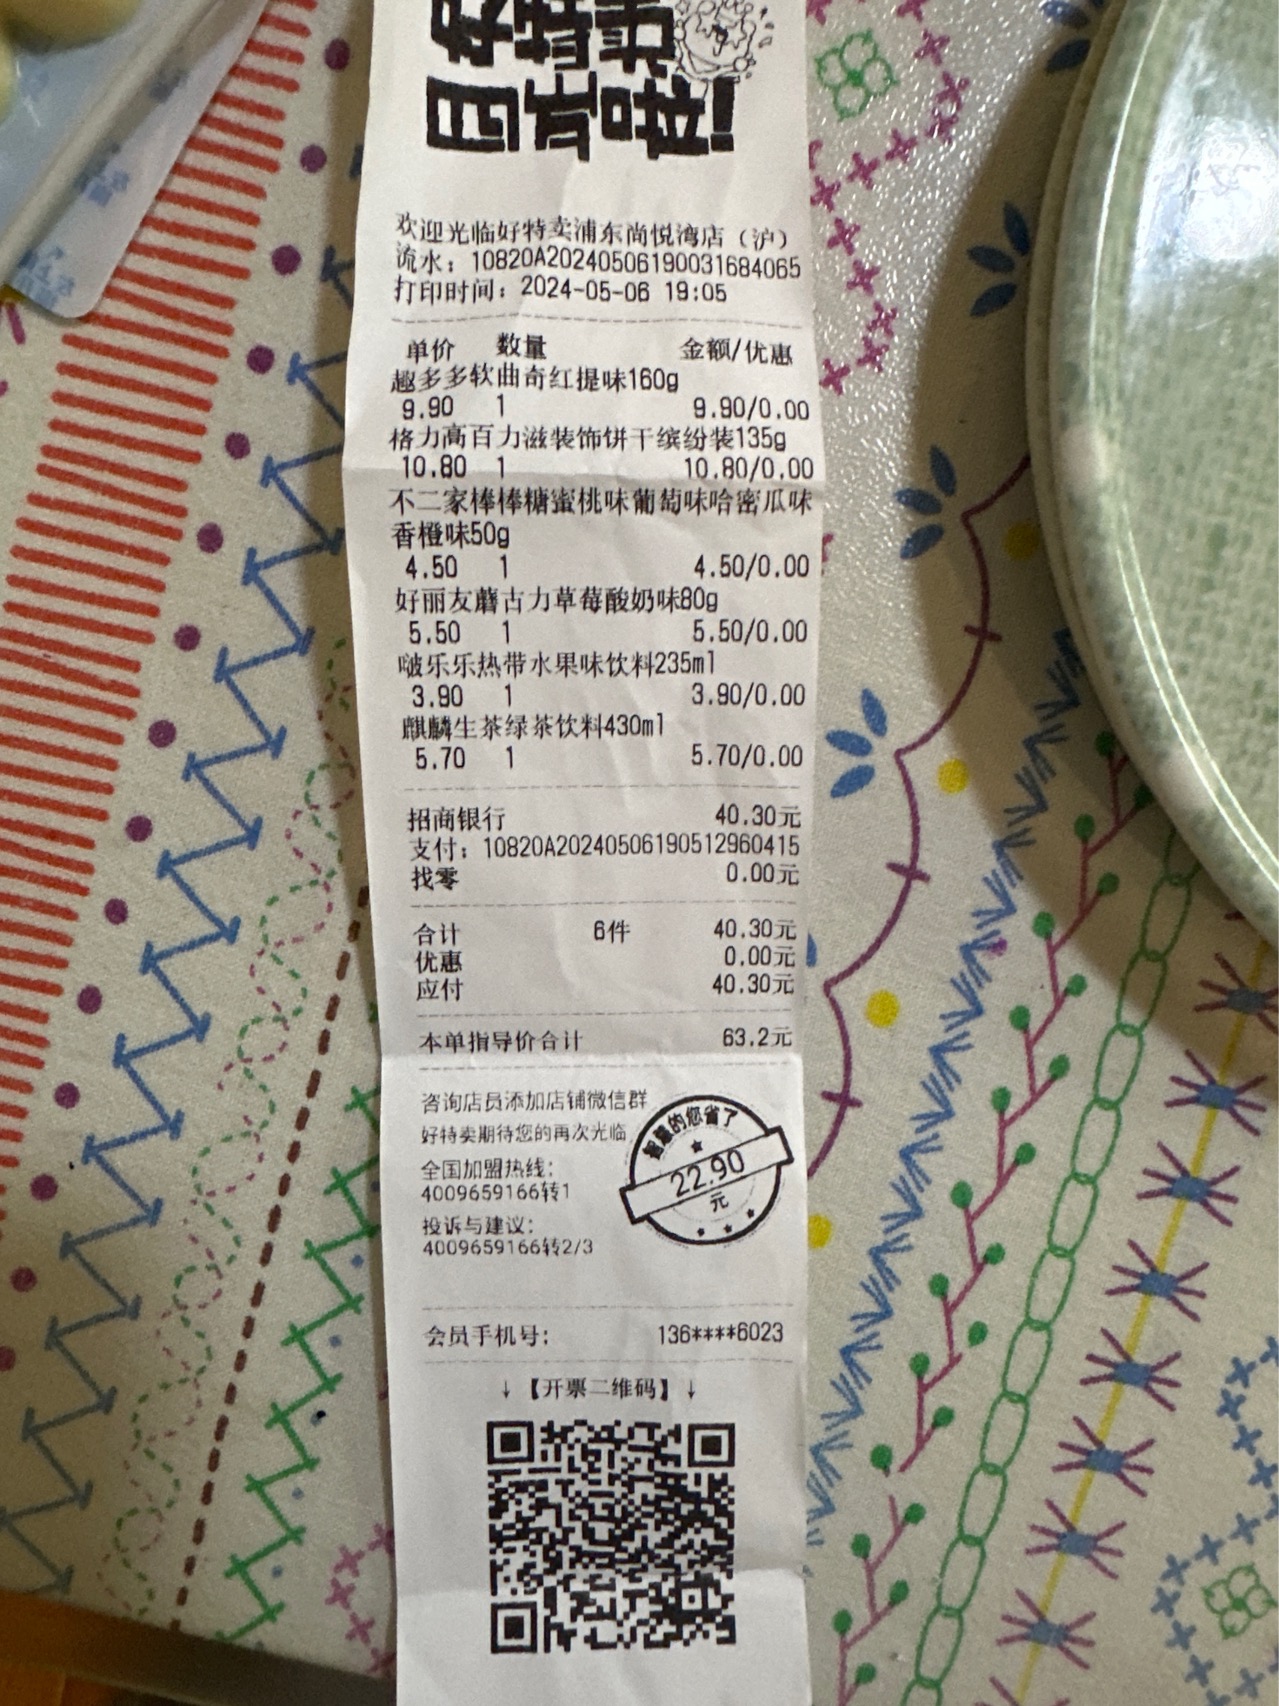 欢迎光临好特卖浦东尚悦湾店（沪）
流水：10820A20240506190031684065
打印时间：2024-05-06 19:05
单价 数量 金额/优惠
趣多多软曲奇红提味160g
9.90 1 9.90/0.00
格力高百力滋装饰饼干缤纷装135g
10.80 1 10.80/0.00
不二家棒棒糖蜜桃味葡萄味哈密瓜味
香橙味50g
4.50 1 4.50/0.00
好丽友蘑古力草莓酸奶味80g
5.50 1 5.50/0.00
啵乐乐热带水果味饮料235ml
3.90 1 3.90/0.00
麒麟生茶绿茶饮料430ml
5.70 1 5.70/0.00
招商银行 40.30元
支付：10820A20240506190512960415
找零 0.00元
合计 6件 40.30元
优惠 0.00元
应付 40.30元
本单指导价合计 63.2元
咨询店员添加店铺微信群
好特卖期待您的再次光临
全国加盟热线：
4009659166转1
投诉与建议：
4009659166转2/3
的您省了
22.90
元
会员手机号： 136****6023
↓【开票二维码】↓